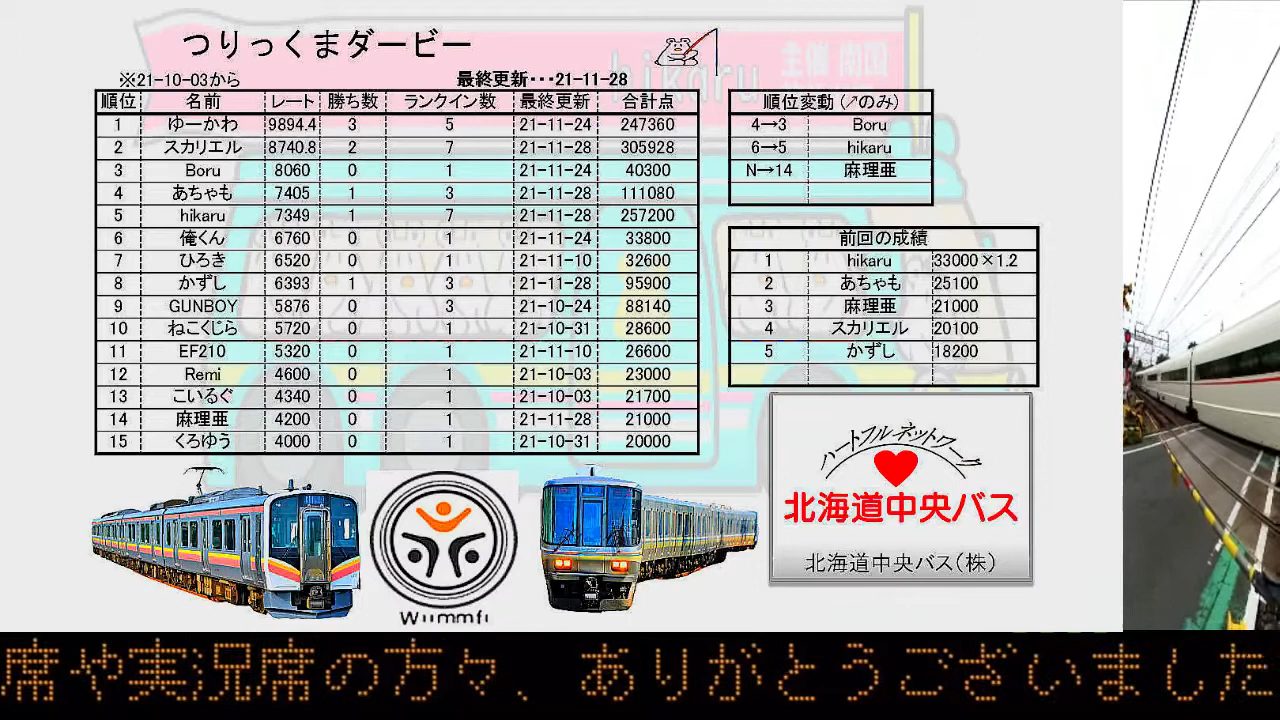 つりっくまダービー
※21-10-03から 最終更新･･･21-11-28
順位 名前 レート 勝ち数 ランクイン数 最終更新 合計点
1 ゆーかわ 9894.4 3 5 21-11-24 247360
2 スカリエル 8740.8 2 7 21-11-28 305928
3 Boru 8060 0 1 21-11-24 40300
4 あちゃも 7405 1 3 21-11-28 111080
5 hikaru 7349 1 7 21-11-28 257200
6 俺くん 6760 0 1 21-11-24 33800
7 ひろき 6520 0 1 21-11-10 32600
8 かずし 6393 1 3 21-11-28 95900
9 GUNBOY 5876 0 3 21-10-24 88140
10 ねこくじら 5720 0 1 21-10-31 28600
11 EF210 5320 0 1 21-11-10 26600
12 Remi 4600 0 1 21-10-03 23000
13 こいるぐ 4340 0 1 21-10-03 21700
14 麻理亜 4200 0 1 21-11-28 21000
15 くろゆう 4000 0 1 21-10-31 20000
hikaru 主催 南国
順位変動(↗のみ)
4→3 Boru
6→5 hikaru
N→14 麻理亜
前回の成績
1 hikaru 33000×1.2
2 あちゃも 25100
3 麻理亜 21000
4 スカリエル 20100
5 かずし 18200
ハートフルネットワーク
北海道中央バス
北海道中央バス(株)
席や実況席の方々、ありがとうございました